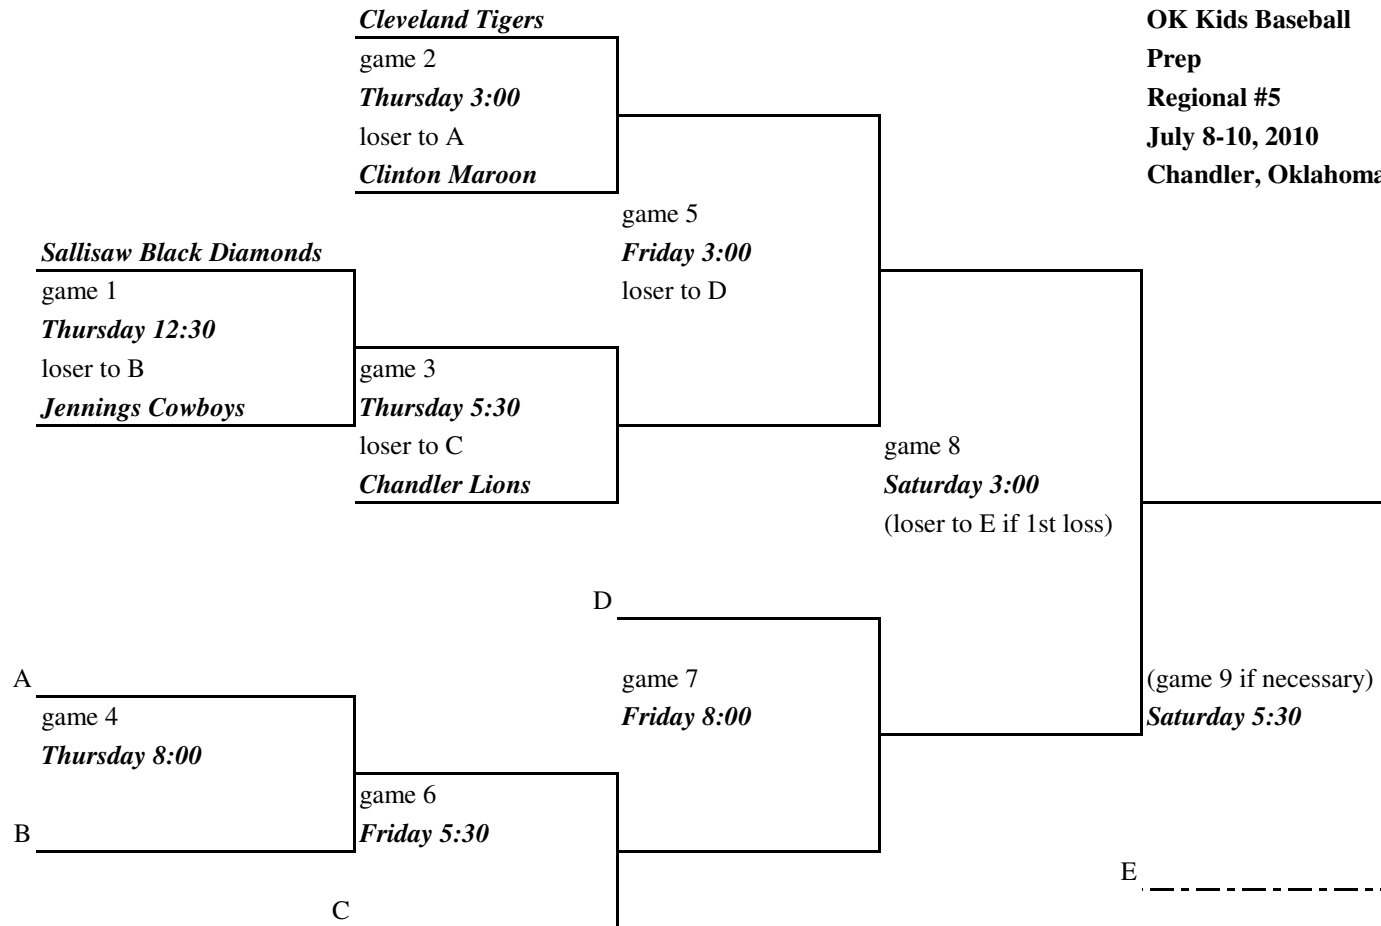 Cleveland Tigers
game 2
Thursday 3:00
loser to A
Clinton Maroon
OK Kids Baseball
Prep
Regional #5
July 8-10, 2010
Chandler, Oklahoma
game 5
Friday 3:00
loser to D
Sallisaw Black Diamonds
game 1
Thursday 12:30
loser to B
Jennings Cowboys
game 3
Thursday 5:30
loser to C
Chandler Lions
game 8
Saturday 3:00
(loser to E if 1st loss)
D
game 7
Friday 8:00
(game 9 if necessary)
Saturday 5:30
A
game 4
Thursday 8:00
B
game 6
Friday 5:30
C
E